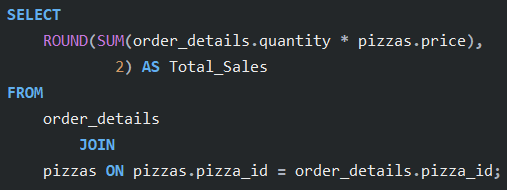 SELECT
ROUND(SUM(order_details.quantity * pizzas.price),
2) AS Total_Sales
FROM
order_details
JOIN
pizzas ON pizzas.pizza_id = order_details.pizza_id;